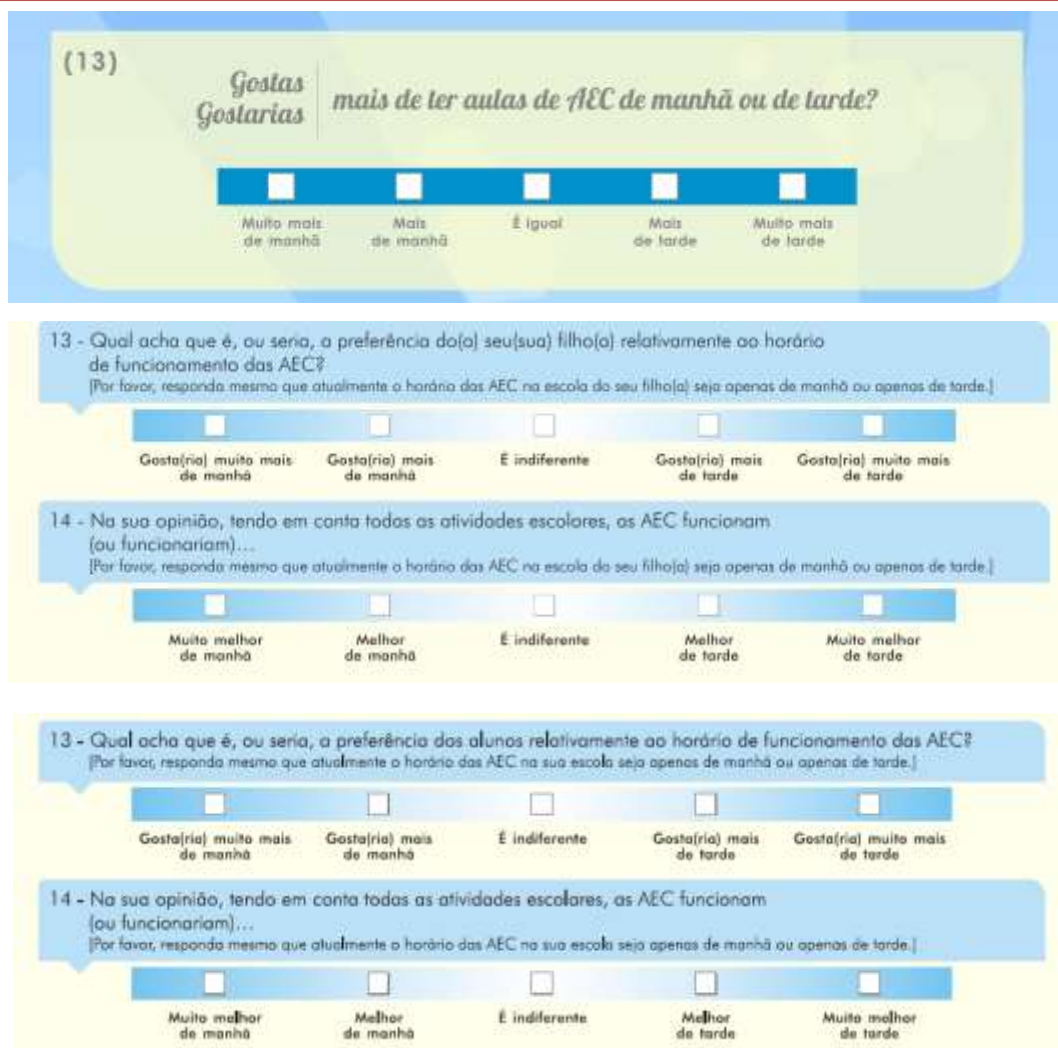 (13)
Gostas
Gostarias
mais de ter aulas de AEC de manhã ou de tarde?
Muito mais de manhã
Mais de manhã
É igual
Mais de tarde
Muito mais de tarde
13 - Qual acha que é, ou seria, a preferência do(a) seu(sua) filho(a) relativamente ao horário
de funcionamento das AEC?
[Por favor, responda mesmo que atualmente o horário das AEC na escola do seu filho(a) seja apenas de manhã ou apenas de tarde.]
Gosta(ria) muito mais de manhã
Gosta(ria) mais de manhã
É indiferente
Gosta(ria) mais de tarde
Gosta(ria) muito mais de tarde
14 - Na sua opinião, tendo em conta todas as atividades escolares, as AEC funcionam
(ou funcionariam)...
[Por favor, responda mesmo que atualmente o horário das AEC na escola do seu filho(a) seja apenas de manhã ou apenas de tarde.]
Muito melhor de manhã
Melhor de manhã
É indiferente
Melhor de tarde
Muito melhor de tarde
13 - Qual acha que é, ou seria, a preferência dos alunos relativamente ao horário de funcionamento das AEC?
[Por favor, responda mesmo que atualmente o horário das AEC na sua escola seja apenas de manhã ou apenas de tarde.]
Gosta(ria) muito mais de manhã
Gosta(ria) mais de manhã
É indiferente
Gosta(ria) mais de tarde
Gosta(ria) muito mais de tarde
14 - Na sua opinião, tendo em conta todas as atividades escolares, as AEC funcionam
(ou funcionariam)...
[Por favor, responda mesmo que atualmente o horário das AEC na sua escola seja apenas de manhã ou apenas de tarde.]
Muito melhor de manhã
Melhor de manhã
É indiferente
Melhor de tarde
Muito melhor de tarde